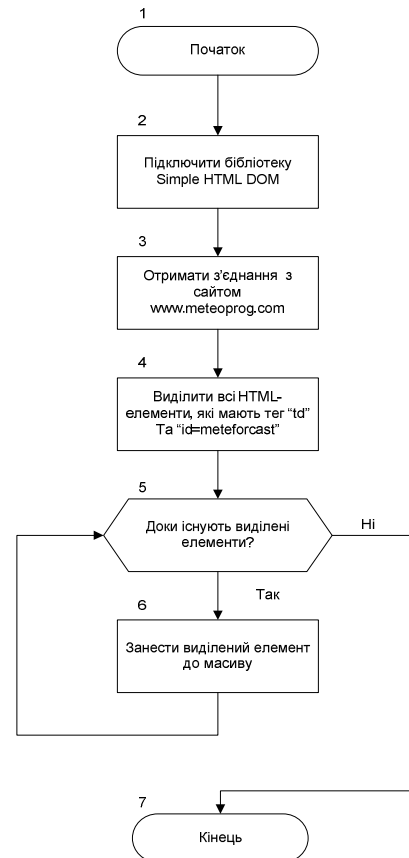 1
Початок
2
Підключити бібліотеку
Simple HTML DOM
3
Отримати з’єднання з
сайтом
www.meteoprog.com
4
Виділити всі HTML-
елементи, які мають тег “td”
Та “id=meteforcast”
5
Доки існують виділені
елементи?
Ні
Так
6
Занести виділений елемент
до масиву
7
Кінець